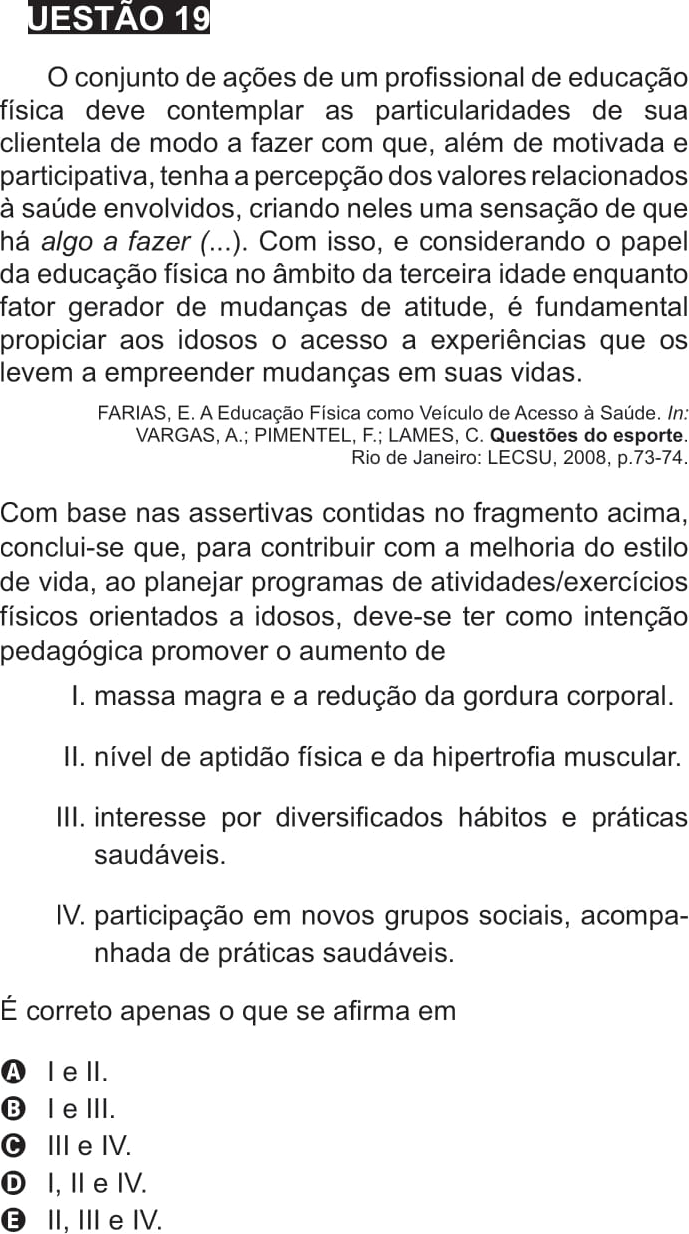 UESTÃO 19
O conjunto de ações de um profissional de educação
física deve contemplar as particularidades de sua
clientela de modo a fazer com que, além de motivada e
participativa, tenha a percepção dos valores relacionados
à saúde envolvidos, criando neles uma sensação de que
há algo a fazer (...). Com isso, e considerando o papel
da educação física no âmbito da terceira idade enquanto
fator gerador de mudanças de atitude, é fundamental
propiciar aos idosos o acesso a experiências que os
levem a empreender mudanças em suas vidas.
FARIAS, E. A Educação Física como Veículo de Acesso à Saúde. In:
VARGAS, A.; PIMENTEL, F.; LAMES, C. Questões do esporte.
Rio de Janeiro: LECSU, 2008, p.73-74.
Com base nas assertivas contidas no fragmento acima,
conclui-se que, para contribuir com a melhoria do estilo
de vida, ao planejar programas de atividades/exercícios
físicos orientados a idosos, deve-se ter como intenção
pedagógica promover o aumento de
I. massa magra e a redução da gordura corporal.
II. nível de aptidão física e da hipertrofia muscular.
III. interesse por diversificados hábitos e práticas
saudáveis.
IV. participação em novos grupos sociais, acompa-
nhada de práticas saudáveis.
É correto apenas o que se afirma em
A I e II.
B I e III.
C III e IV.
D I, II e IV.
E II, III e IV.